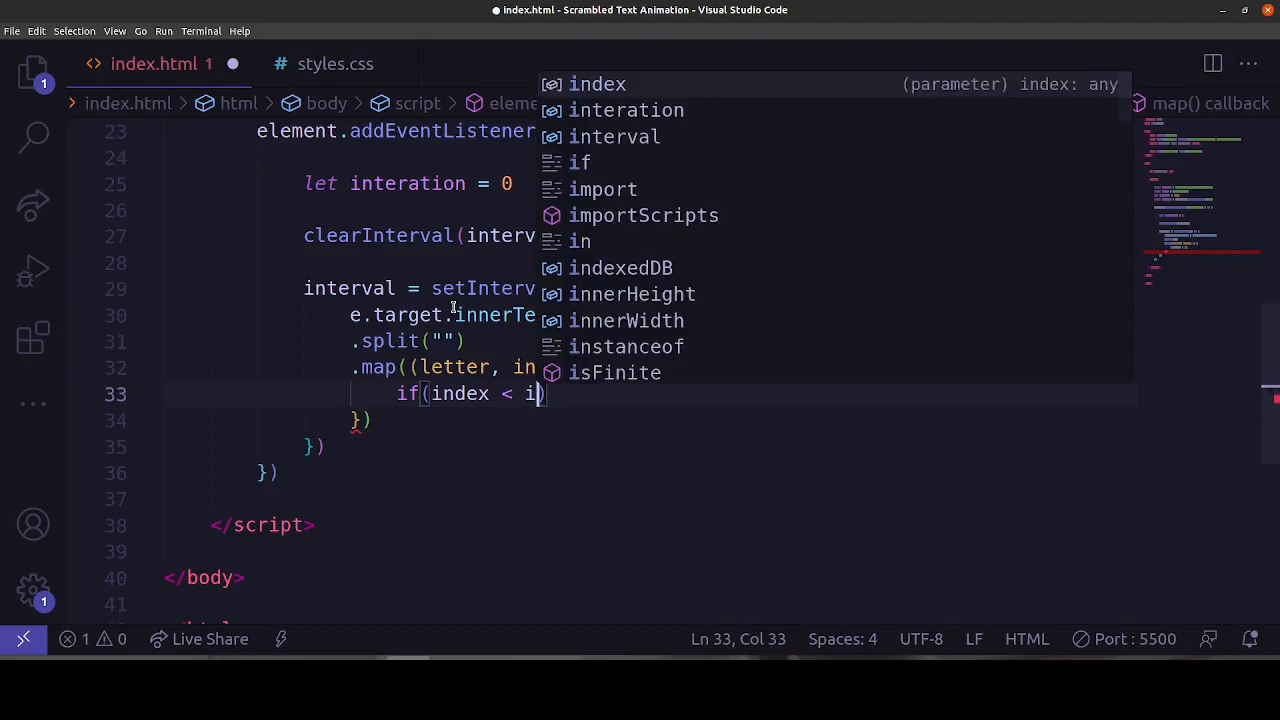 index.html - Scrambled Text Animation - Visual Studio Code
File Edit Selection View Go Run Terminal Help
index.html 1
styles.css
index.html > html > body > script > eleme
map() callback
index (parameter) index: any
interation
interval
if
import
importScripts
in
indexedDB
innerHeight
innerWidth
instanceof
isFinite
23 element.addEventListener
24
25 let interation = 0
26
27 clearInterval(interv
28
29 interval = setInterv
30 e.target.innerTe
31 .split("")
32 .map((letter, in
33 if(index < i)
34 })
35 })
36 })
37
38 </script>
39
40 </body>
41
1
1
1 0 Live Share Ln 33, Col 33 Spaces: 4 UTF-8 LF HTML Port : 5500